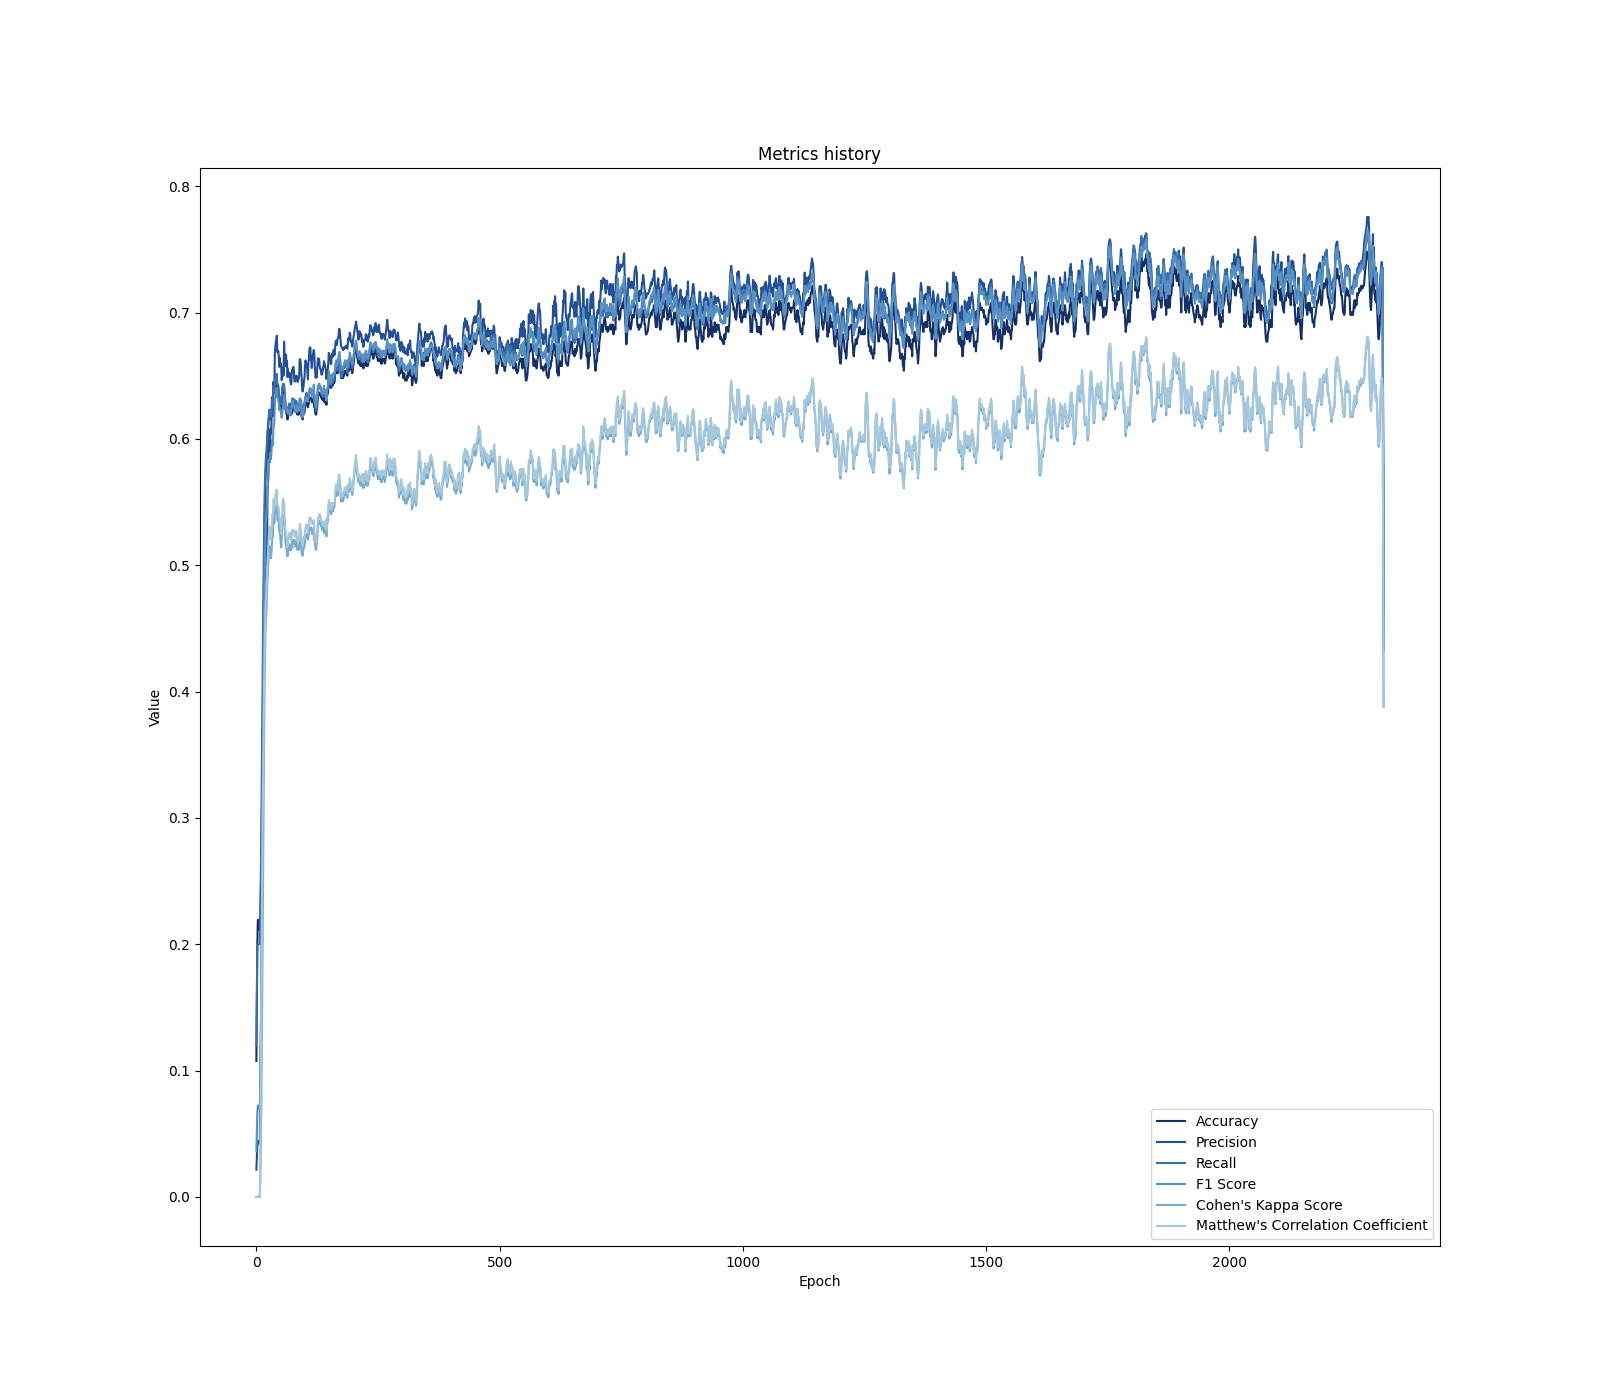 Metrics history
0.8
0.7
0.6
0.5
0.4
0.3
0.2
0.1
0.0
Value
0
500
1000
1500
2000
Epoch
Accuracy
Precision
Recall
F1 Score
Cohen's Kappa Score
Matthew's Correlation Coefficient